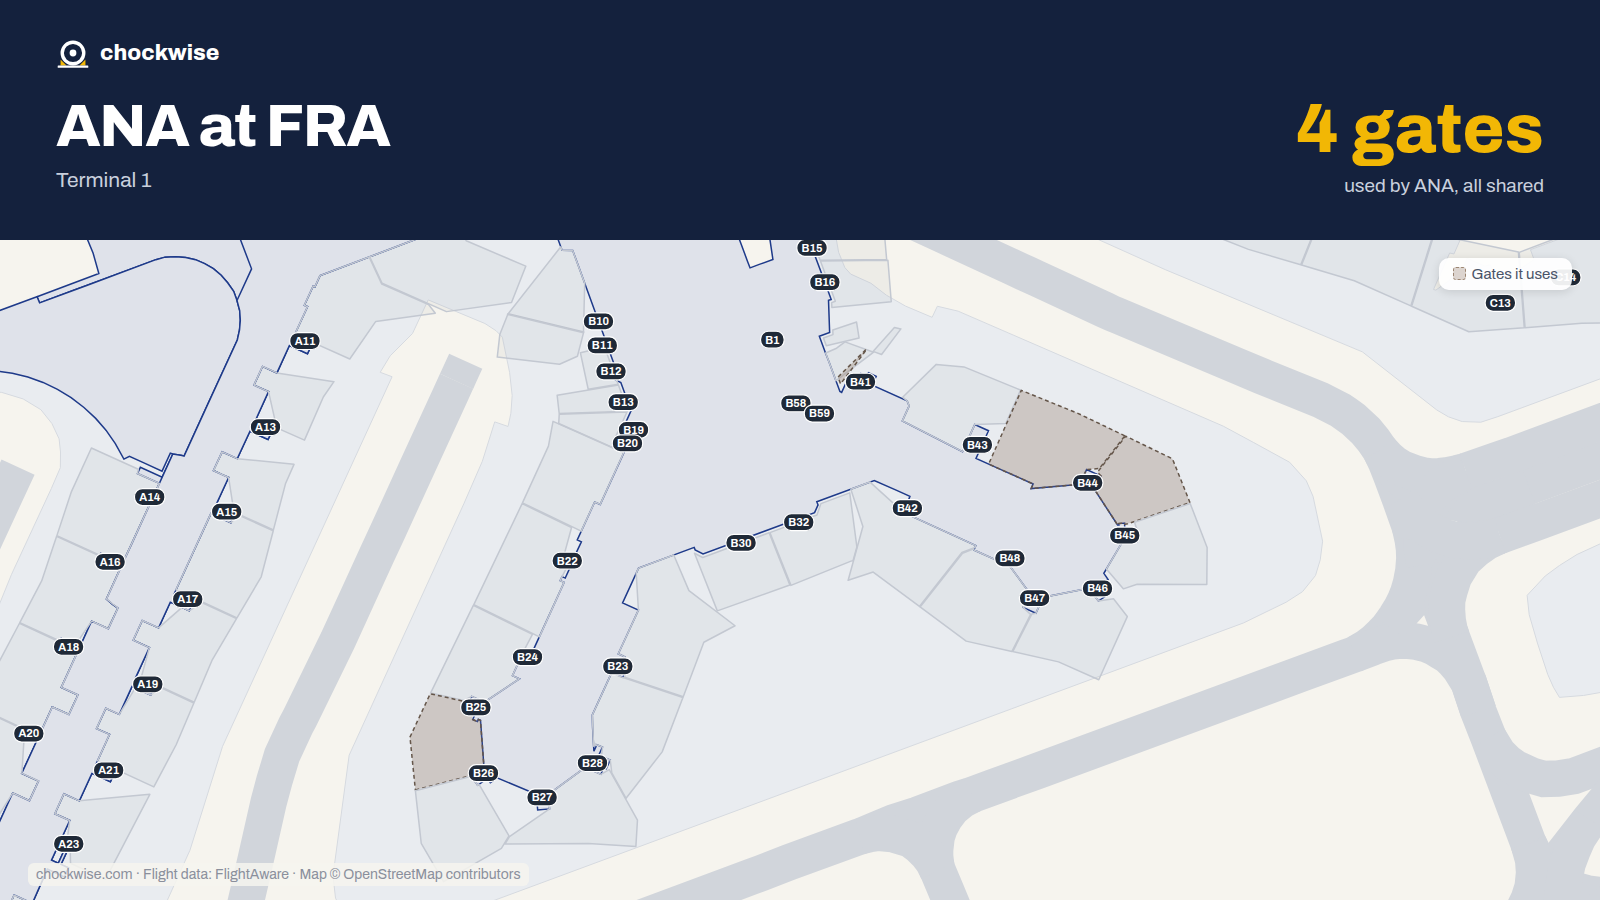 chockwise
ANA at FRA
Terminal 1
4 gates
used by ANA, all shared
Gates it uses
B15
B16
C13
B10
B1
A11
B11
B12
B41
B13
B58
B59
A13
B19
B20
B43
B44
A14
A15
B42
B32
B45
B30
A16
B22
B48
B46
A17
B47
A18
B24
B23
A19
B25
A20
B28
A21
B26
B27
A23
chockwise.com · Flight data: FlightAware · Map © OpenStreetMap contributors